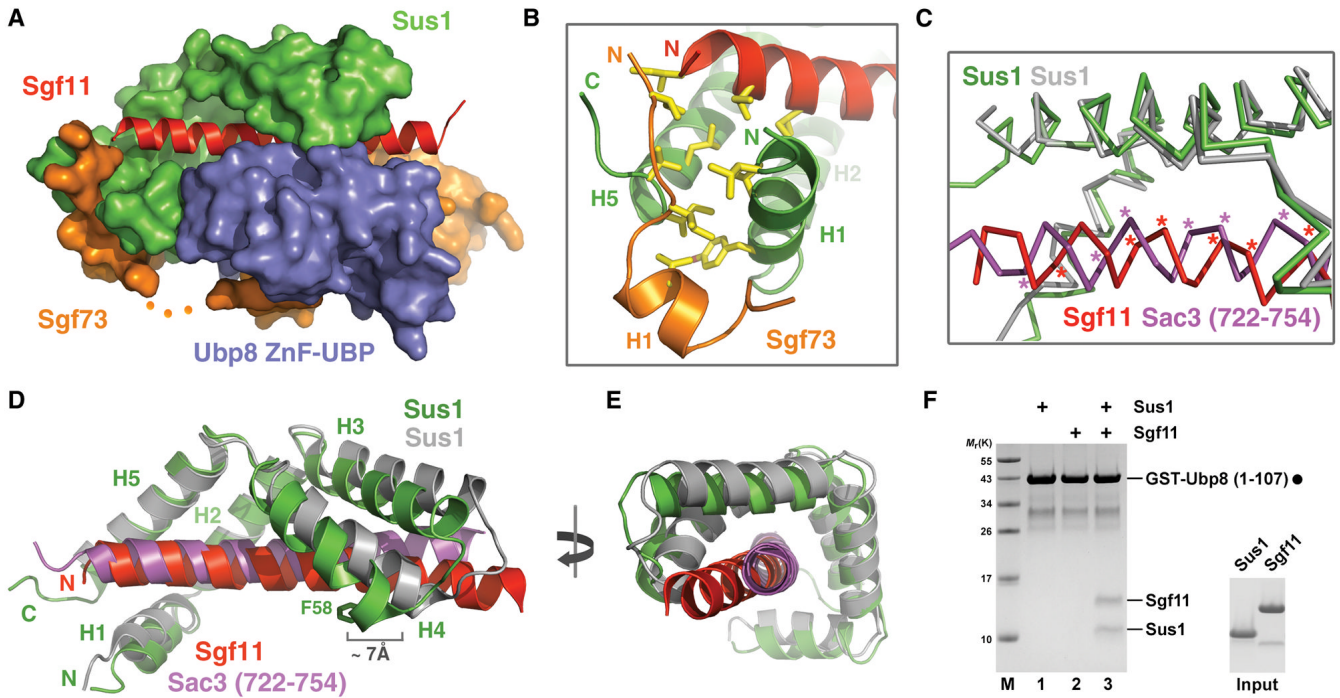 A
Sus1
Sgf11
Sgf73
Ubp8 ZnF-UBP
B
N
N
C
N
H5
H2
H1
H1
Sgf73
C
Sus1 Sus1
* * * * * *
* * * * *
Sgf11 Sac3 (722-754)
D
Sus1
Sus1
H3
H5
H2
N
C
F58
H4
H1
~ 7Å
N
Sgf11
Sac3 (722-754)
E
F
+ + Sus1
+ + Sgf11
Mr(K)
55
43
34
26
17
10
GST-Ubp8 (1-107)
Sgf11
Sus1
M 1 2 3
Sus1
Sgf11
Input